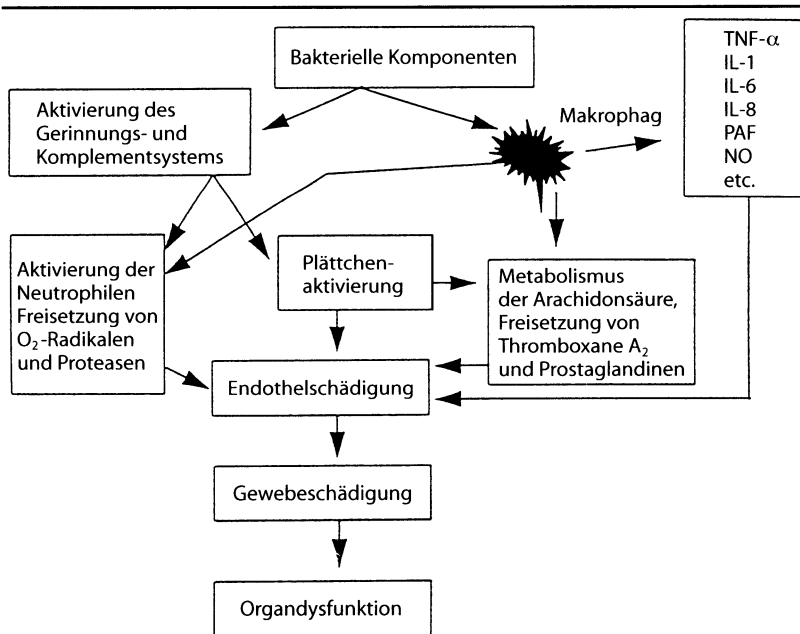 Bakterielle Komponenten
Aktivierung des
Gerinnungs- und
Komplementsystems
Makrophag
TNF-α
IL-1
IL-6
IL-8
PAF
NO
etc.
Aktivierung der
Neutrophilen
Freisetzung von
O₂-Radikalen
und Proteasen
Plättchen-
aktivierung
Metabolismus
der Arachidonsäure,
Freisetzung von
Thromboxane A₂
und Prostaglandinen
Endothelschädigung
Gewebeschädigung
Organdysfunktion